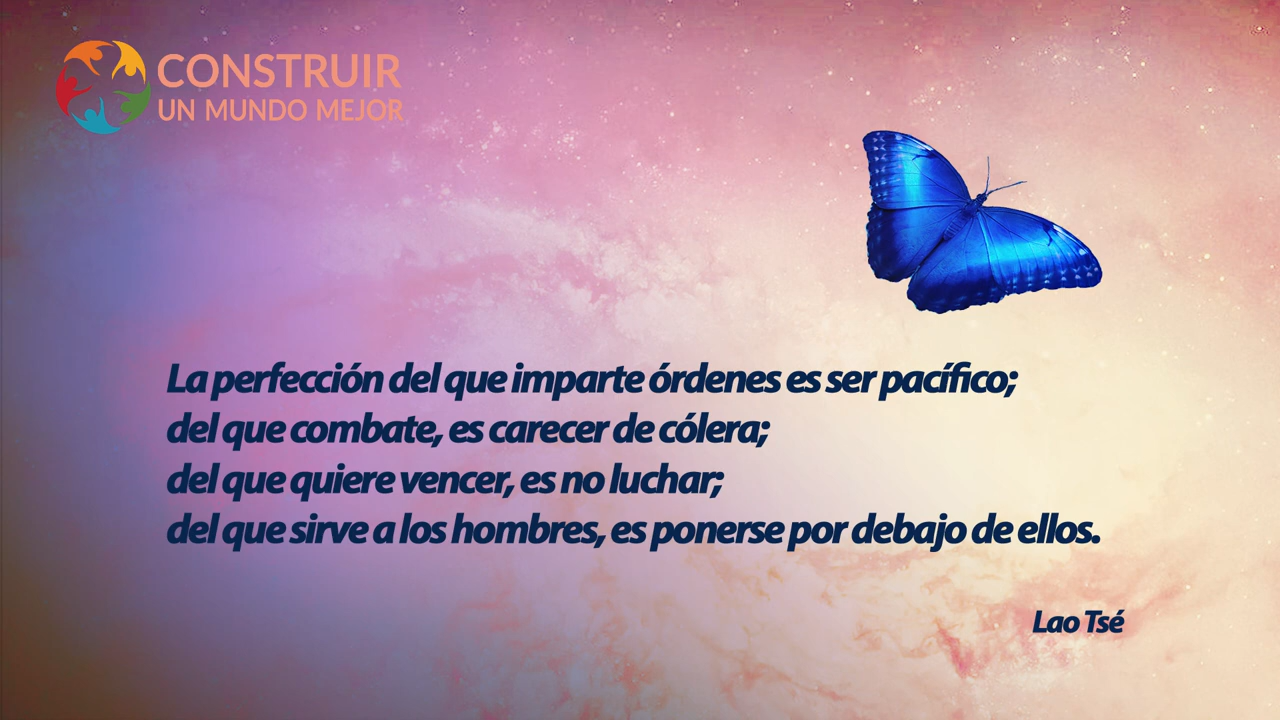 CONSTRUIR
UN MUNDO MEJOR
La perfección del que imparte órdenes es ser pacífico;
del que combate, es carecer de cólera;
del que quiere vencer, es no luchar;
del que sirve a los hombres, es ponerse por debajo de ellos.
Lao Tsé